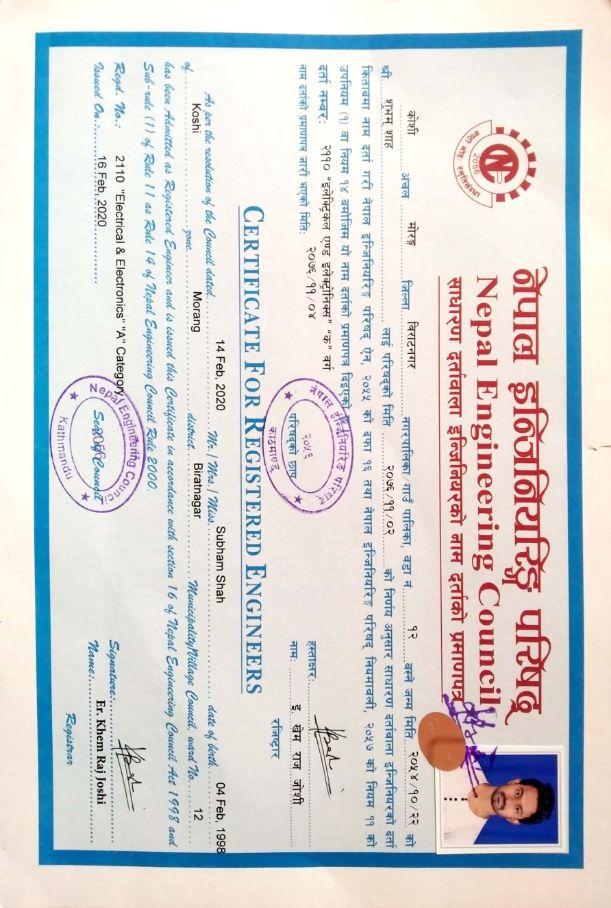 नेपाल इन्जिनियरिङ्ग परिषद्
Nepal Engineering Council
साधारण दर्तावाला इन्जिनियरको नाम दर्ताको प्रमाणपत्र
कोशी अंचल मोरङ जिल्ला विराटनगर नगारपालिका, गाउँ पालिका, वडा नं १२ बस्ने जन्म मिति २०५४/१०/२२ को
श्री शुभम शाह लाई परिषद्को मिति २०७६/११/०२ को निर्णय अनुसार साधारण दर्तावाला इन्जिनियरको दर्ता
किताबमा नाम दर्ता गरी नेपाल इन्जिनियरिङ्ग परिषद् ऐन २०५५ को दफा १६ तथा नेपाल इन्जिनियरिङ्ग परिषद् नियमावली, २०५७ को नियम ११ को
उपनियम (१) वा नियम १४ बमोजिम यो नाम दर्ताको प्रमाणपत्र दिइएको
दर्ता नम्बर: २११० "इलेक्ट्रिकल एण्ड इलेक्ट्रोनिक्स" "क" वर्ग
नाम दर्ताको प्रमाणपत्र जारी भएको मिति: २०७६/११/०४
हस्ताक्षर:
नाम: इ. खेम राज जोशी
रजिष्ट्रार
नेपाल इन्जिनियरिङ परिषद
२०५६
परिषद्को छाप
काठमाण्डु
CERTIFICATE FOR REGISTERED ENGINEERS
As per the resolution of the Council dated 14 Feb, 2020 Mr. / Mrs / Miss. Subham Shah date of birth 04 Feb, 1998
of Koshi zone. Morang district. Biratnagar Municipality/Village Council, ward No. 12
has been Admitted as Registered Engineer and is issued this Certificate in accordance with section 16 of Nepal Engineering Council Act 1998 and
Sub-rule (1) of Rule 11 as Rule 14 of Nepal Engineering Council Rule 2000.
Regd. No.: 2110 "Electrical & Electronics" "A" Category
Issued On: 16 Feb, 2020
Nepal Engineering Council
Seal of Council
Kathmandu
Signature:
Name: Er. Khem Raj Joshi
Registrar